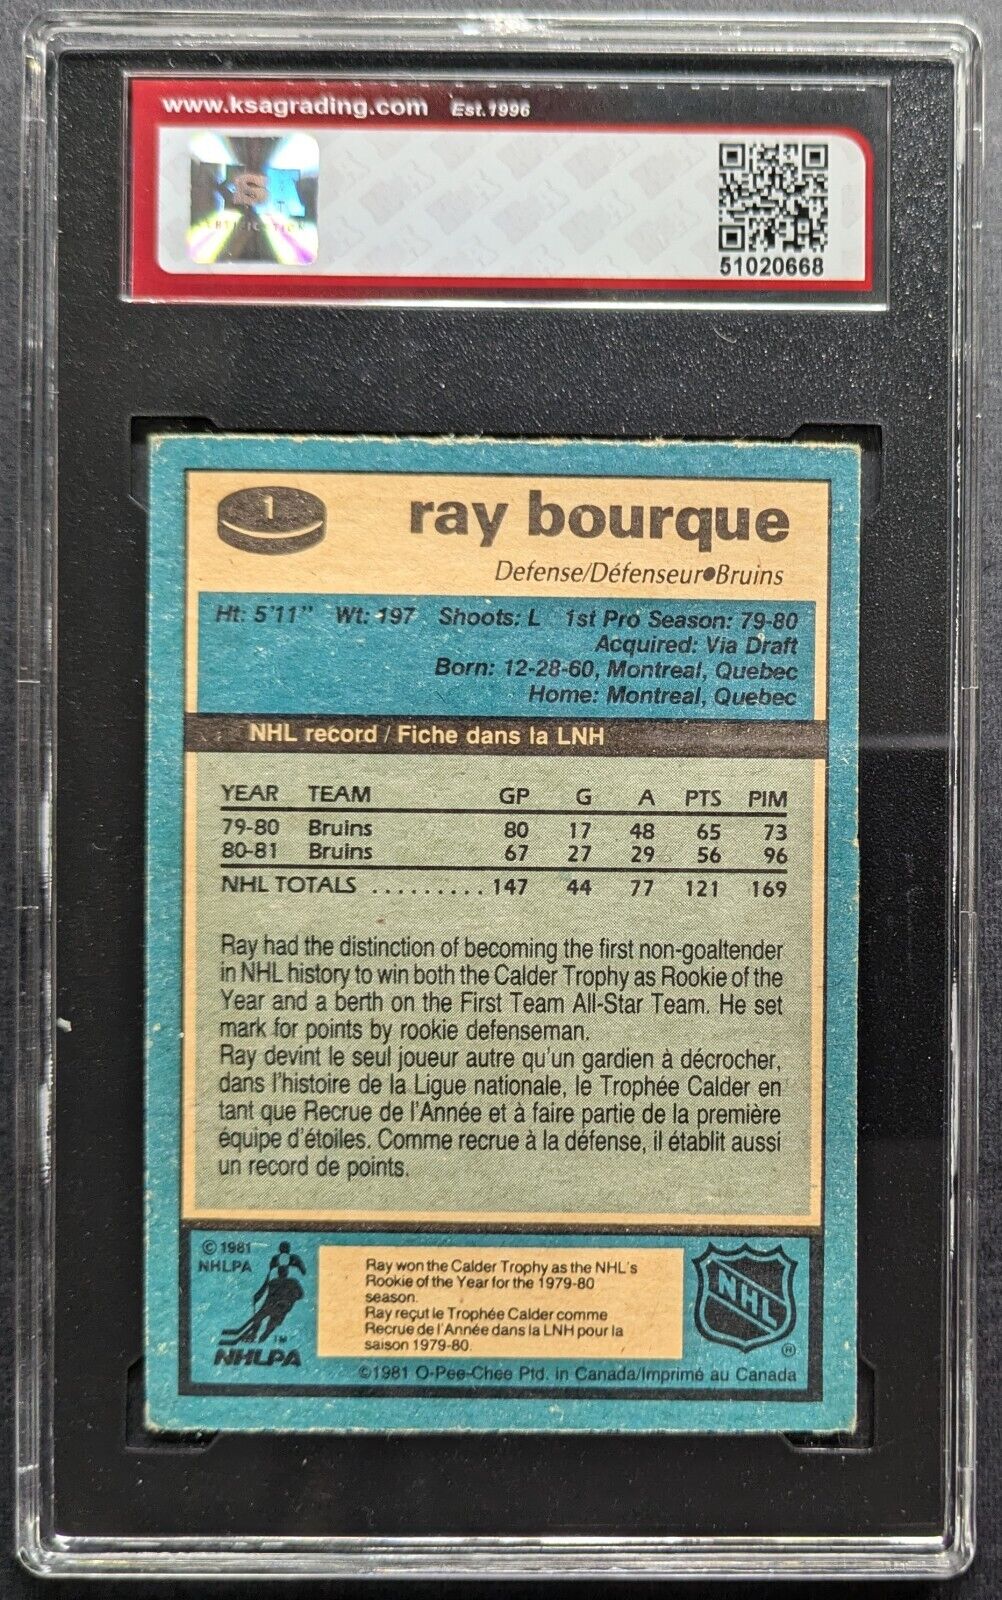 www.ksagrading.com Est.1996
KSA
CERTIFICATION
51020668
1
ray bourque
Defense/Défenseur●Bruins
Ht: 5'11" Wt: 197 Shoots: L 1st Pro Season: 79-80
Acquired: Via Draft
Born: 12-28-60, Montreal, Quebec
Home: Montreal, Quebec
NHL record / Fiche dans la LNH
YEAR TEAM GP G A PTS PIM
79-80 Bruins 80 17 48 65 73
80-81 Bruins 67 27 29 56 96
NHL TOTALS ......... 147 44 77 121 169
Ray had the distinction of becoming the first non-goaltender
in NHL history to win both the Calder Trophy as Rookie of the
Year and a berth on the First Team All-Star Team. He set
mark for points by rookie defenseman.
Ray devint le seul joueur autre qu'un gardien à décrocher,
dans l'histoire de la Ligue nationale, le Trophée Calder en
tant que Recrue de l'Année et à faire partie de la première
équipe d'étoiles. Comme recrue à la défense, il établit aussi
un record de points.
© 1981
NHLPA
TM
NHLPA
Ray won the Calder Trophy as the NHL's
Rookie of the Year for the 1979-80
season.
Ray reçut le Trophée Calder comme
Recrue de l'Année dans la LNH pour la
saison 1979-80.
NHL
®
©1981 O-Pee-Chee Ptd. in Canada/Imprimé au Canada